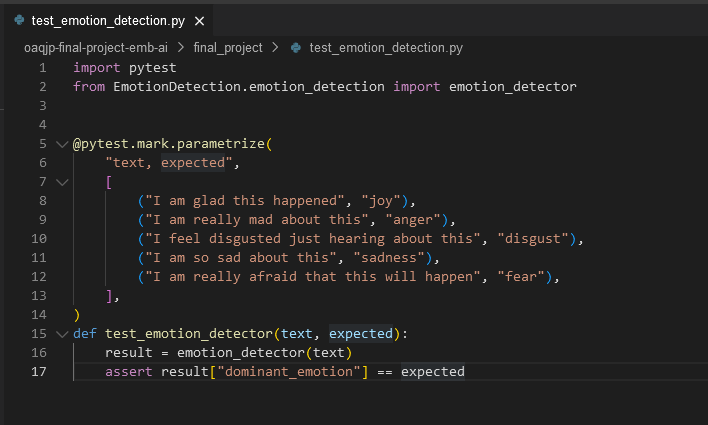 test_emotion_detection.py ×
oaqjp-final-project-emb-ai > final_project > test_emotion_detection.py
1 import pytest
2 from EmotionDetection.emotion_detection import emotion_detector
3
4
5 @pytest.mark.parametrize(
6     "text, expected",
7     [
8         ("I am glad this happened", "joy"),
9         ("I am really mad about this", "anger"),
10         ("I feel disgusted just hearing about this", "disgust"),
11         ("I am so sad about this", "sadness"),
12         ("I am really afraid that this will happen", "fear"),
13     ],
14 )
15 def test_emotion_detector(text, expected):
16     result = emotion_detector(text)
17     assert result["dominant_emotion"] == expected